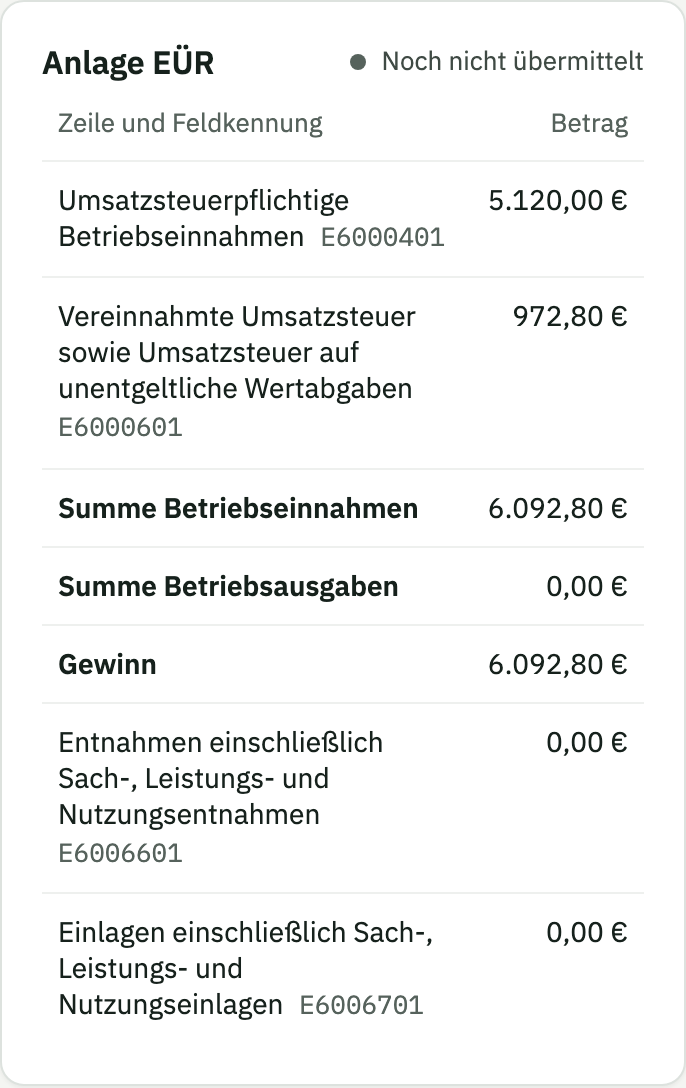 Anlage EÜR
Noch nicht übermittelt
Zeile und Feldkennung Betrag
Umsatzsteuerpflichtige 5.120,00 €
Betriebseinnahmen E6000401
Vereinnahmte Umsatzsteuer 972,80 €
sowie Umsatzsteuer auf
unentgeltliche Wertabgaben
E6000601
Summe Betriebseinnahmen 6.092,80 €
Summe Betriebsausgaben 0,00 €
Gewinn 6.092,80 €
Entnahmen einschließlich 0,00 €
Sach-, Leistungs- und
Nutzungsentnahmen
E6006601
Einlagen einschließlich Sach-, 0,00 €
Leistungs- und
Nutzungseinlagen E6006701